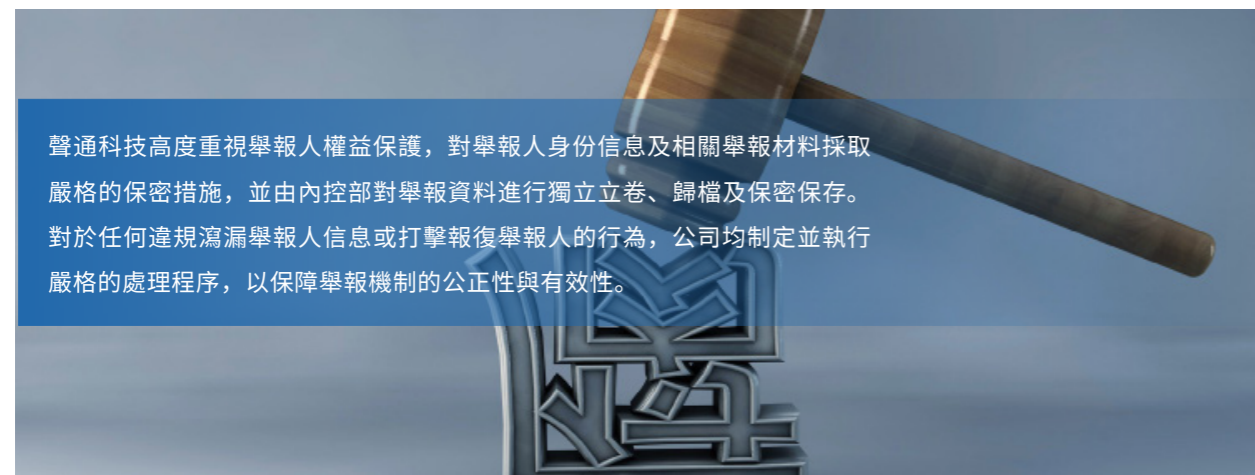 聲通科技高度重視舉報人權益保護，對舉報人身份信息及相關舉報材料採取
嚴格的保密措施，並由內控部對舉報資料進行獨立立卷、歸檔及保密保存。
對於任何違規瀉漏舉報人信息或打擊報復舉報人的行為，公司均制定並執行
嚴格的處理程序，以保障舉報機制的公正性與有效性。